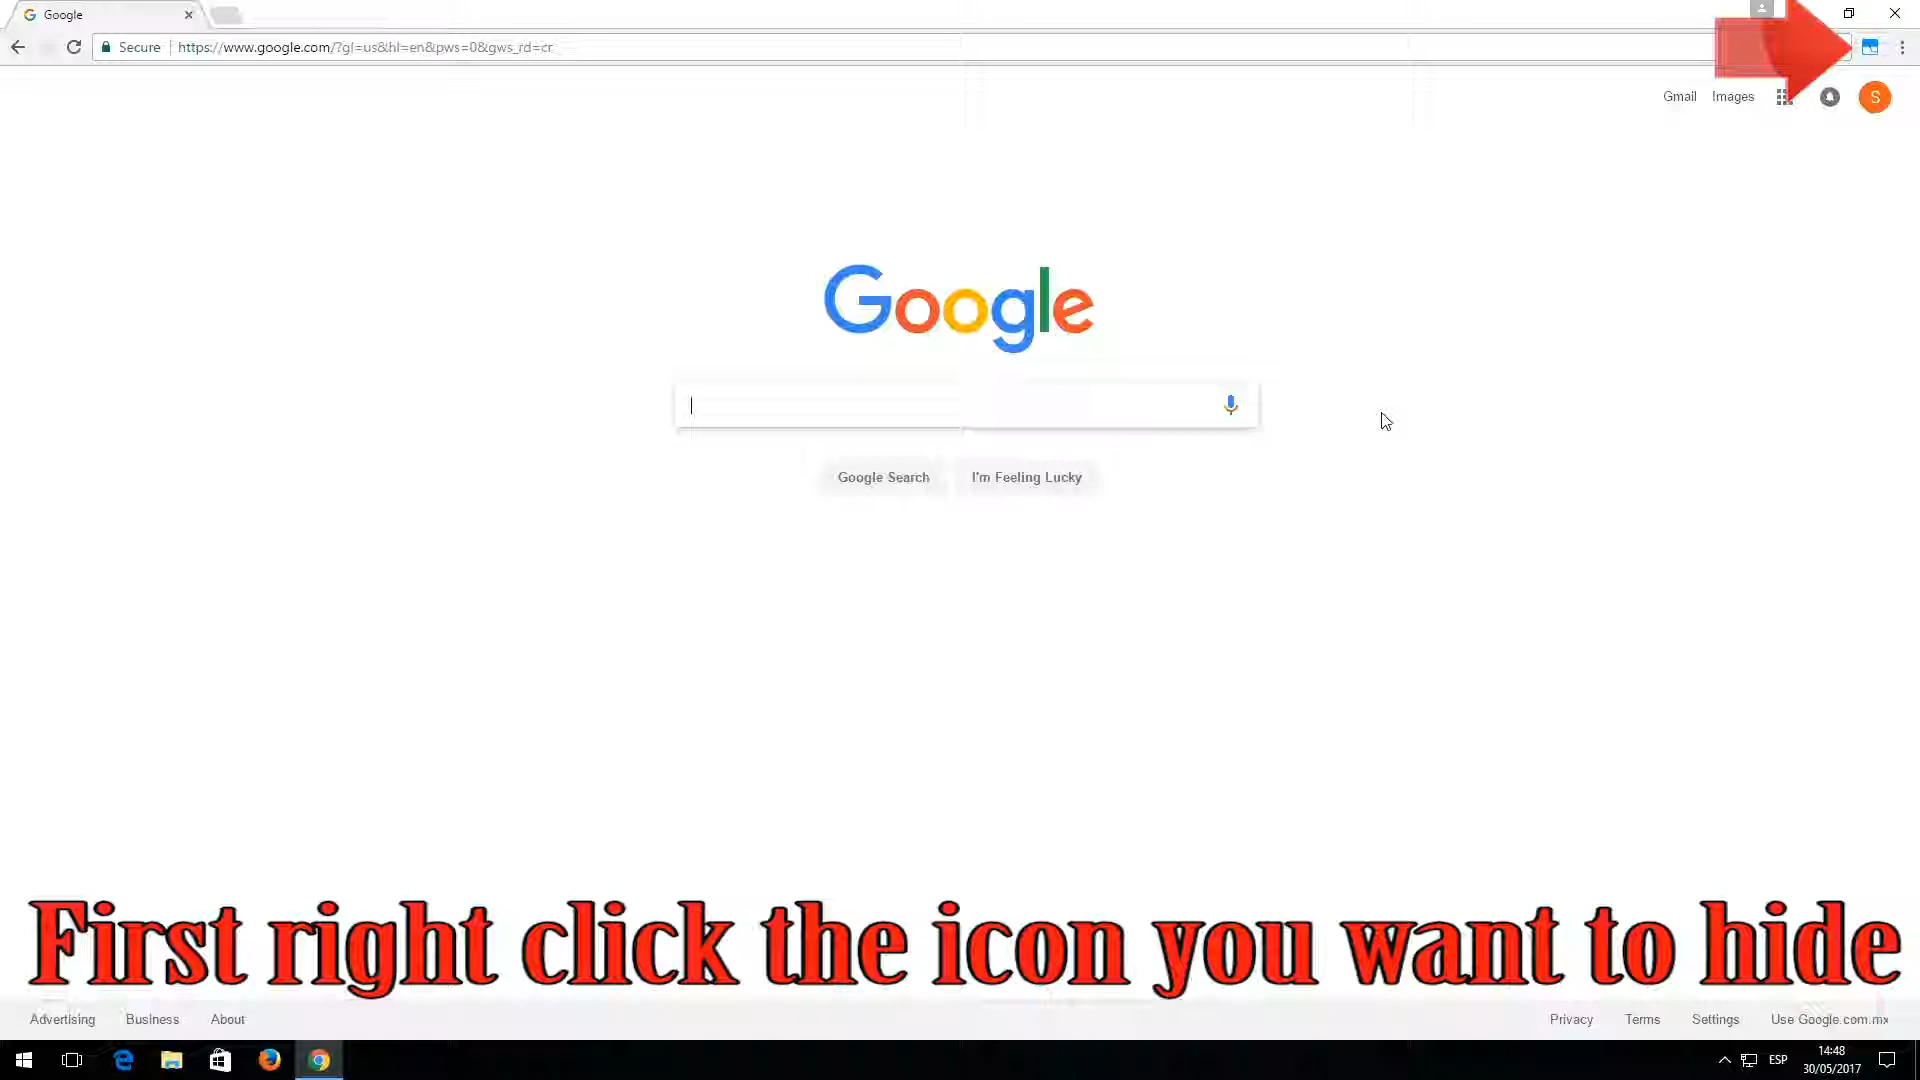 Google
Secure
https://www.google.com/?gl=us&hl=en&pws=0&gws_rd=cr
Gmail
Images
S
Google
Google Search
I'm Feeling Lucky
First right click the icon you want to hide
Advertising
Business
About
Privacy
Terms
Settings
Use Google.com.mx
ESP
14:48
30/05/2017